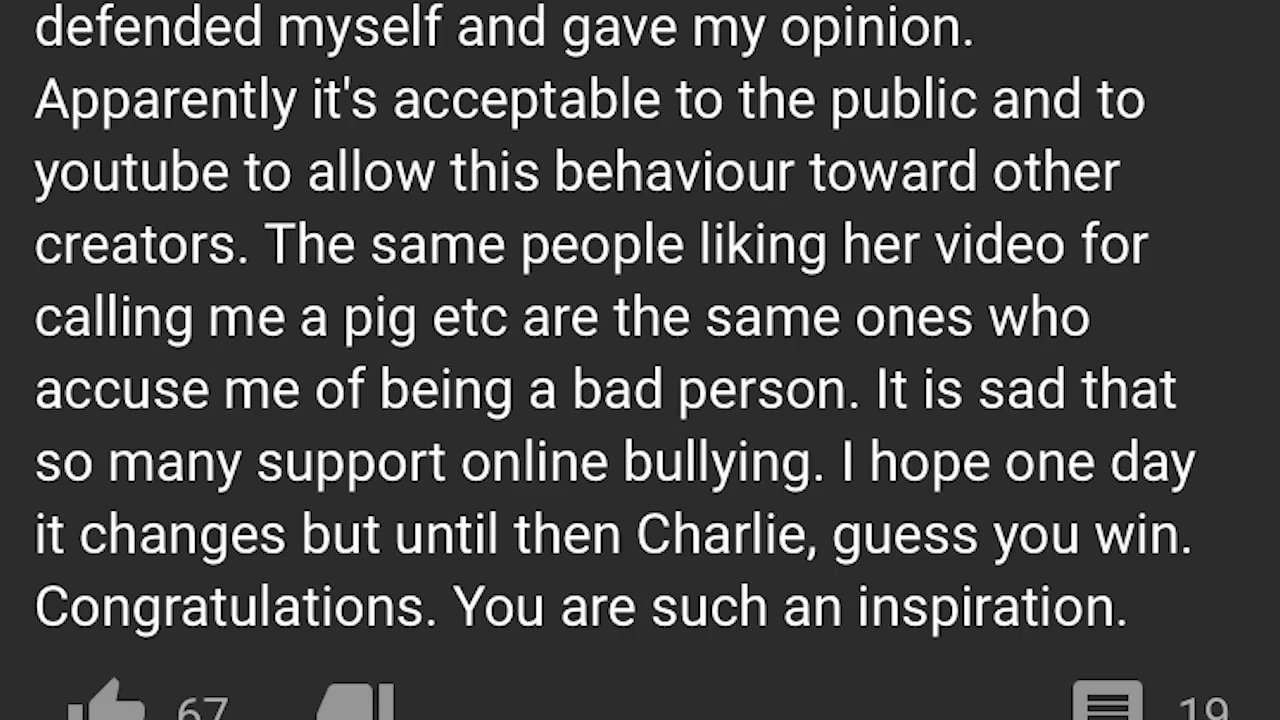 defended myself and gave my opinion.
Apparently it's acceptable to the public and to
youtube to allow this behaviour toward other
creators. The same people liking her video for
calling me a pig etc are the same ones who
accuse me of being a bad person. It is sad that
so many support online bullying. I hope one day
it changes but until then Charlie, guess you win.
Congratulations. You are such an inspiration.
67 19